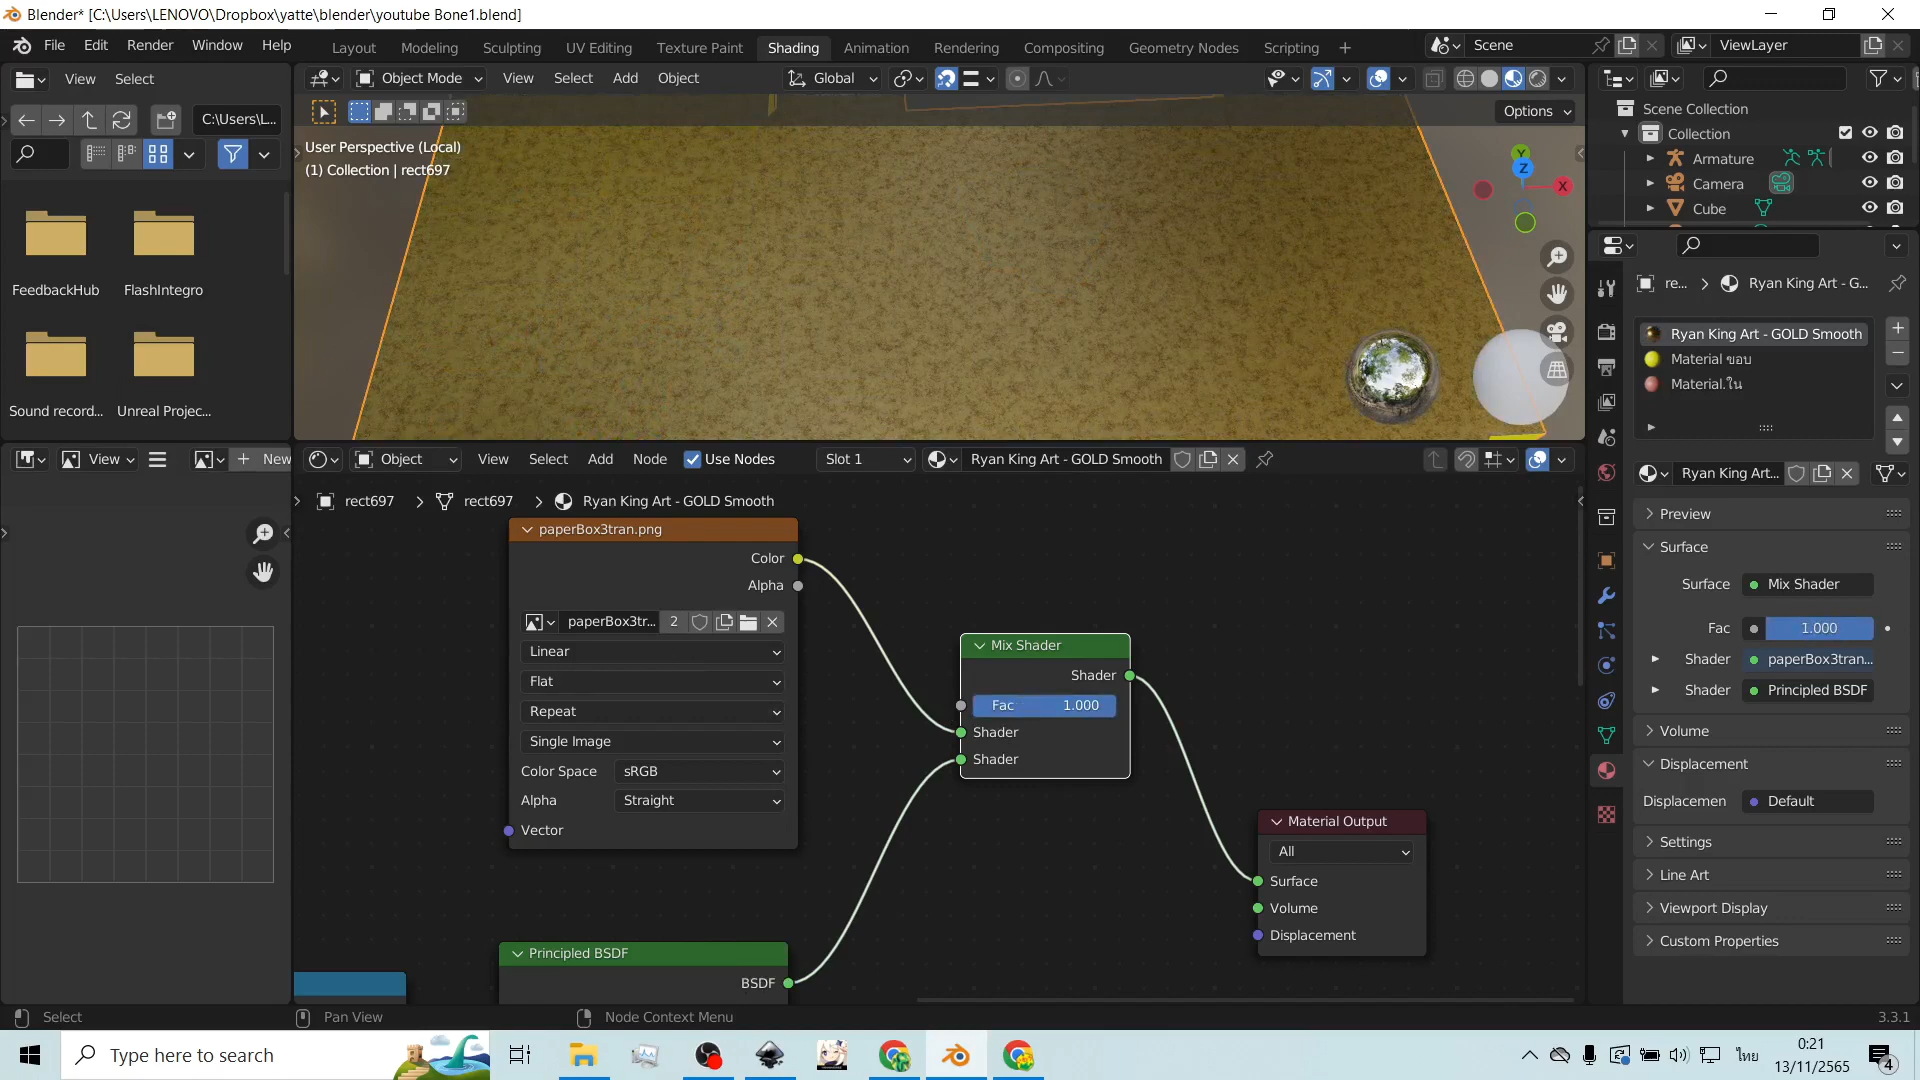 Blender* [C:\Users\LENOVO\Dropbox\yatte\blender\youtube Bone1.blend]
File Edit Render Window Help
Layout Modeling Sculpting UV Editing Texture Paint Shading Animation Rendering Compositing Geometry Nodes Scripting +
Scene
ViewLayer
View Select
Object Mode View Select Add Object
Global
Options
C:\Users\L...
FeedbackHub
FlashIntegro
Sound record...
Unreal Projec...
User Perspective (Local)
(1) Collection | rect697
Y
Z
X
Scene Collection
Collection
Armature
Camera
Cube
re... > Ryan King Art - G...
Ryan King Art - GOLD Smooth
Material ขอบ
Material.ใน
Ryan King Art...
Preview
Surface
Surface Mix Shader
Fac 1.000
Shader paperBox3tran...
Shader Principled BSDF
Volume
Displacement
Displacemen Default
Settings
Line Art
Viewport Display
Custom Properties
View
+ New
Object View Select Add Node Use Nodes
Slot 1
Ryan King Art - GOLD Smooth
rect697 > rect697 > Ryan King Art - GOLD Smooth
paperBox3tran.png
Color
Alpha
paperBox3tr... 2
Linear
Flat
Repeat
Single Image
Color Space sRGB
Alpha Straight
Vector
Mix Shader
Shader
Fac 1.000
Shader
Shader
Material Output
All
Surface
Volume
Displacement
Principled BSDF
BSDF
Select
Pan View
Node Context Menu
3.3.1
Type here to search
ไทย
0:21
13/11/2565
4